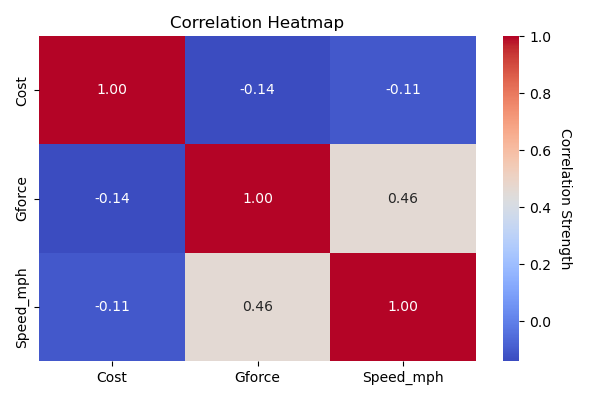 Correlation Heatmap
Cost 1.00 -0.14 -0.11
Gforce -0.14 1.00 0.46
Speed_mph -0.11 0.46 1.00
Cost Gforce Speed_mph
1.0
0.8
0.6
0.4
0.2
0.0
Correlation Strength